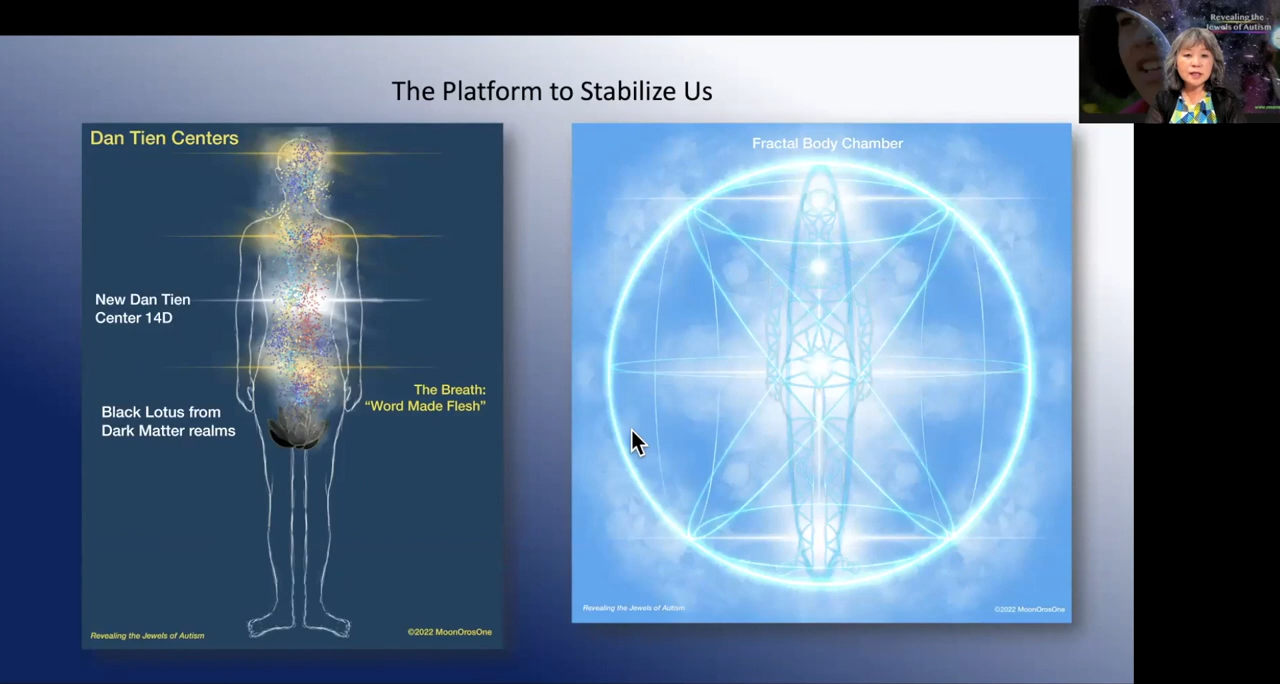 Revealing the
Jewels of Autism
The Platform to Stabilize Us
Dan Tien Centers
New Dan Tien
Center 14D
The Breath:
“Word Made Flesh”
Black Lotus from
Dark Matter realms
Revealing the Jewels of Autism
©2022 MoonOrosOne
Fractal Body Chamber
Revealing the Jewels of Autism
©2022 MoonOrosOne